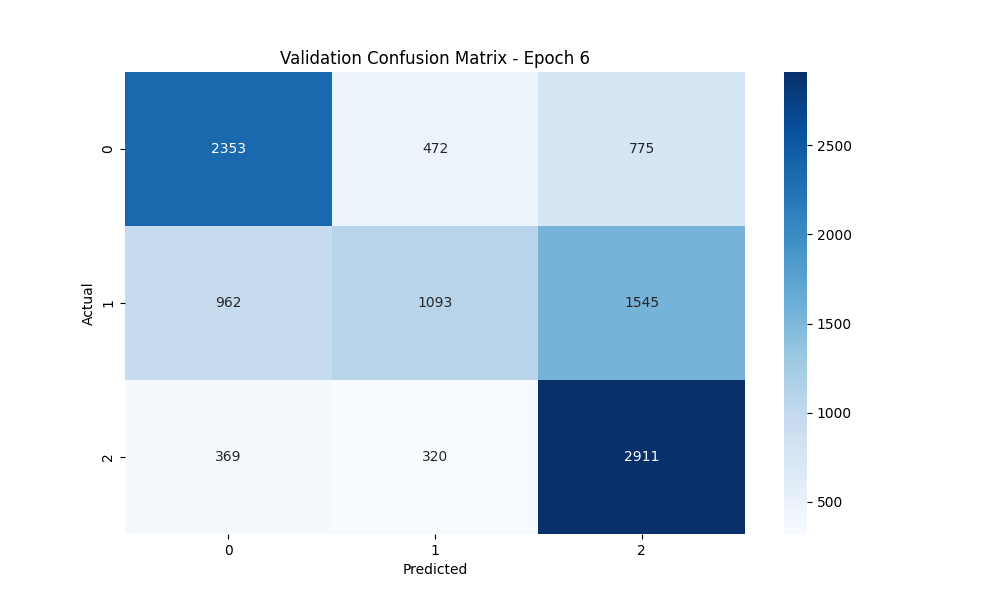 Validation Confusion Matrix - Epoch 6
Actual
0
2353 472 775
1
962 1093 1545
2
369 320 2911
0 1 2
Predicted
2500
2000
1500
1000
500